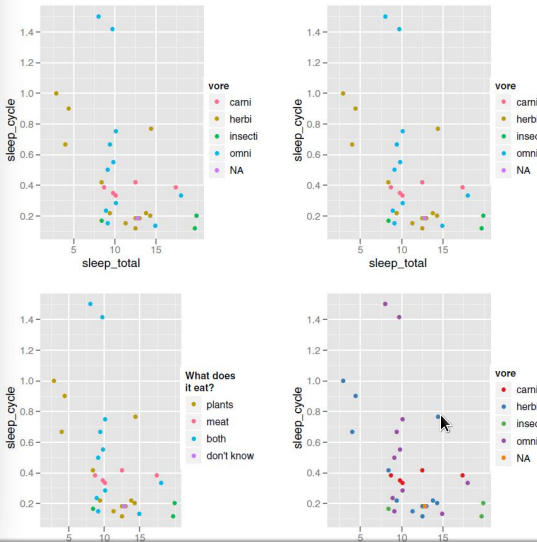 1.4
1.2
1.0
0.8
0.6
0.4
0.2
sleep_cycle
5 10 15
sleep_total
vore
carni
herbi
insecti
omni
NA
1.4
1.2
1.0
0.8
0.6
0.4
0.2
sleep_cycle
5 10 15
sleep_total
vore
carni
herbi
insecti
omni
NA
1.4
1.2
1.0
0.8
0.6
0.4
0.2
sleep_cycle
5 10 15
What does
it eat?
plants
meat
both
don't know
1.4
1.2
1.0
0.8
0.6
0.4
0.2
sleep_cycle
5 10 15
vore
carni
herbi
insec
omni
NA